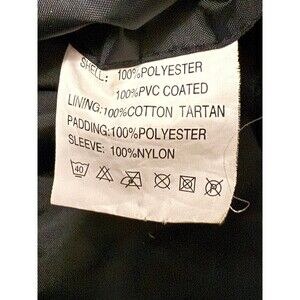 SHELL: 100%POLYESTER
100%PVC COATED
LINING:100%COTTON TARTAN
PADDING:100%POLYESTER
SLEEVE: 100%NYLON
40